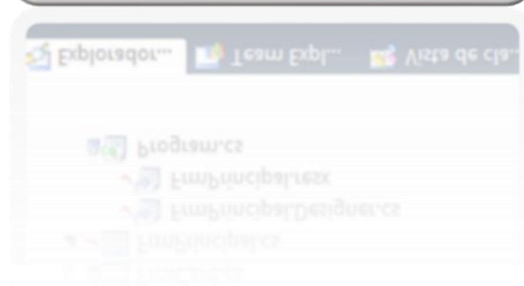 Explorador... Team Expl... Vista de cla...
Program.cs
FrmPrincipal.resx
FrmPrincipal.Designer.cs
FrmPrincipal.cs